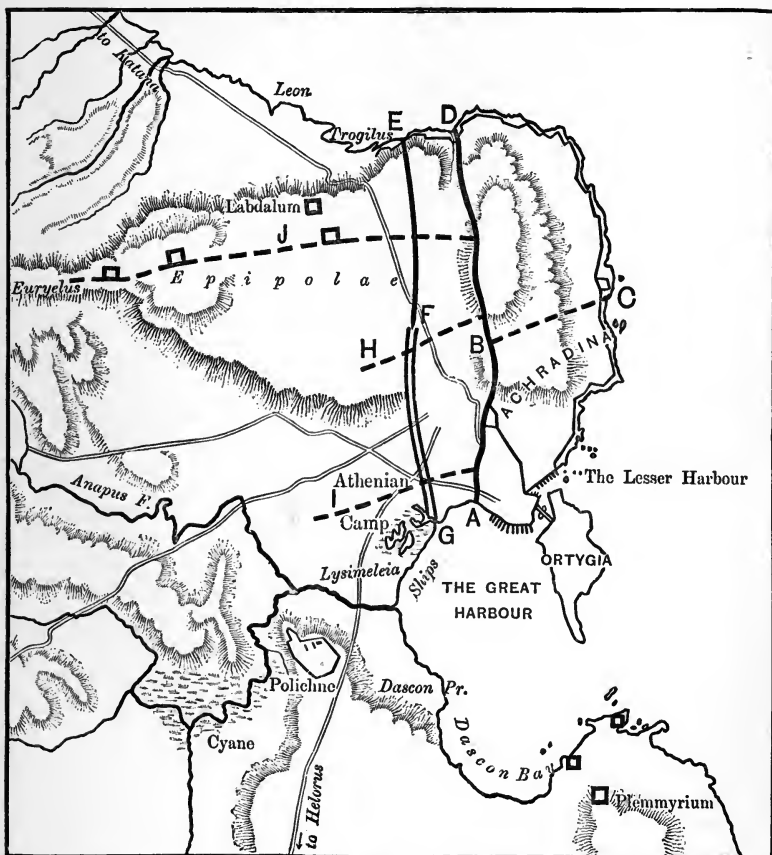 to Katana
Leon
Trogilus
E
D
Labdalum
J
Euryelus
Epipolae
F
H
B
C
ACHRADINA
Anapus F.
Athenian
Camp
I
G
A
The Lesser Harbour
ORTYGIA
Lysimeleia
Ships
THE GREAT
HARBOUR
Polichne
Dascon Pr.
Cyane
Dascon Bay
to Helorus
Plemmyrium